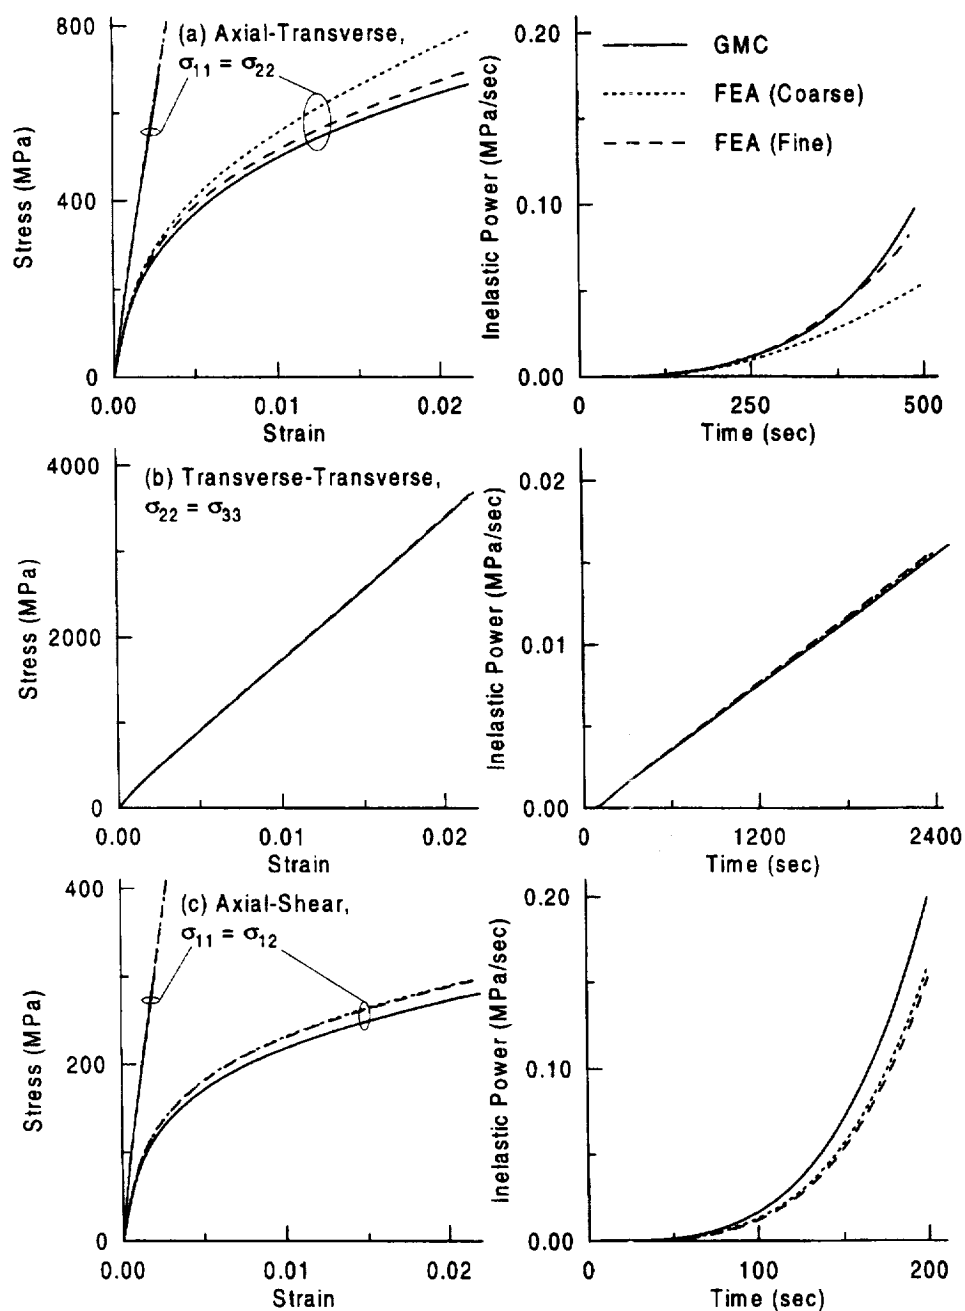 800
400
0
Stress (MPa)
(a) Axial-Transverse,
σ11 = σ22
0.00
0.01
0.02
Strain
0.20
0.10
0.00
Inelastic Power (MPa/sec)
GMC
FEA (Coarse)
FEA (Fine)
0
250
500
Time (sec)
4000
2000
0
Stress (MPa)
(b) Transverse-Transverse,
σ22 = σ33
0.00
0.01
0.02
Strain
0.02
0.01
0.00
Inelastic Power (MPa/sec)
0
1200
2400
Time (sec)
400
200
0
Stress (MPa)
(c) Axial-Shear,
σ11 = σ12
0.00
0.01
0.02
Strain
0.20
0.10
0.00
Inelastic Power (MPa/sec)
0
100
200
Time (sec)